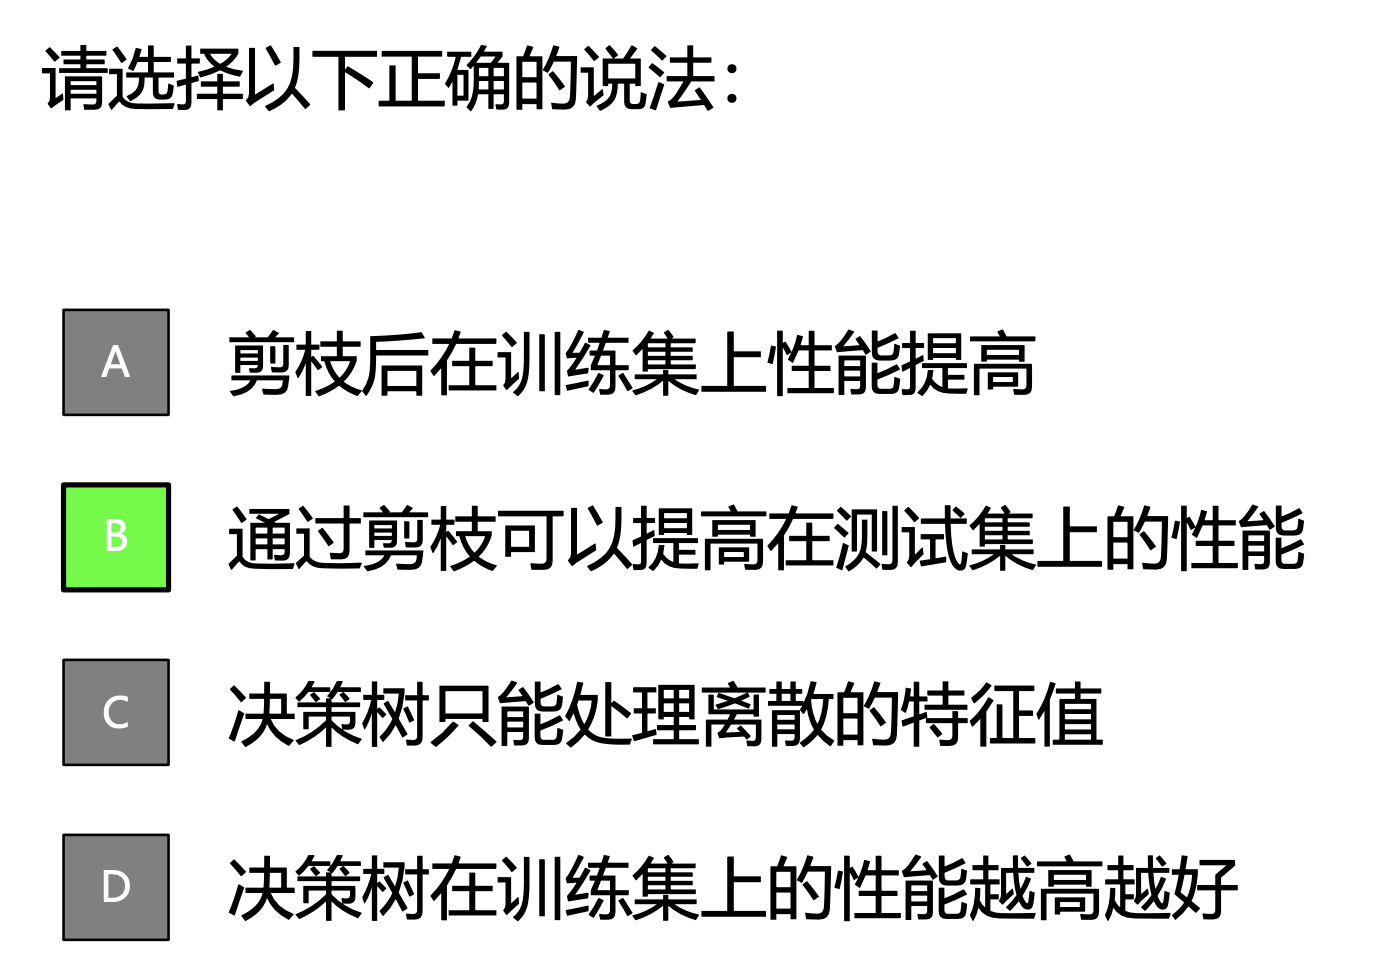 请选择以下正确的说法：
A 剪枝后在训练集上性能提高
B 通过剪枝可以提高在测试集上的性能
C 决策树只能处理离散的特征值
D 决策树在训练集上的性能越高越好